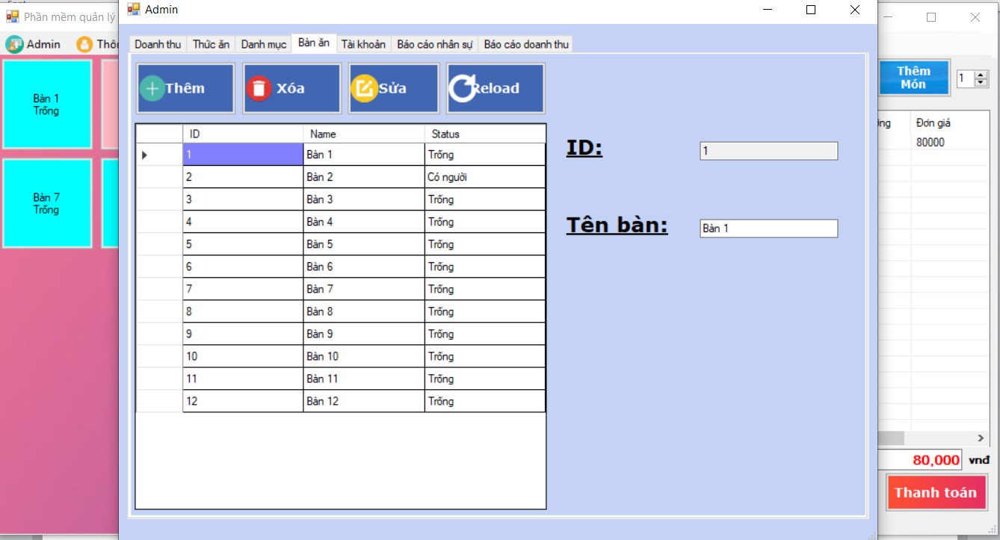 Phần mềm quản lý
Admin
Admin
Thôn
Bàn 1
Trống
Bàn 7
Trống
Doanh thu
Thức ăn
Danh mục
Bàn ăn
Tài khoản
Báo cáo nhân sự
Báo cáo doanh thu
Thêm
Xóa
Sửa
Reload
ID Name Status
1 Bàn 1 Trống
2 Bàn 2 Có người
3 Bàn 3 Trống
4 Bàn 4 Trống
5 Bàn 5 Trống
6 Bàn 6 Trống
7 Bàn 7 Trống
8 Bàn 8 Trống
9 Bàn 9 Trống
10 Bàn 10 Trống
11 Bàn 11 Trống
12 Bàn 12 Trống
ID: 1
Tên bàn: Bàn 1
Thêm
Món
1
Đơn giá
80000
80,000 vnđ
Thanh toán